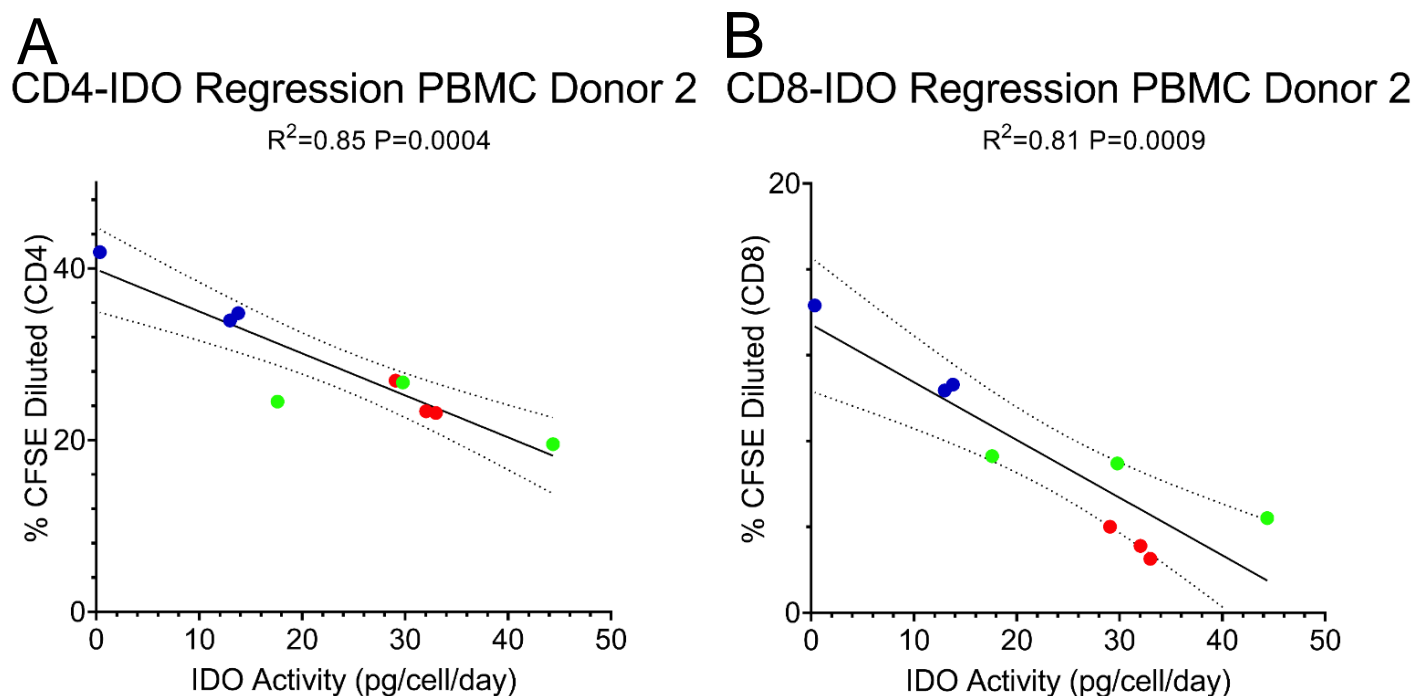 A
CD4-IDO Regression PBMC Donor 2
R²=0.85 P=0.0004
% CFSE Diluted (CD4)
40
20
0
0 10 20 30 40 50
IDO Activity (pg/cell/day)
B
CD8-IDO Regression PBMC Donor 2
R²=0.81 P=0.0009
% CFSE Diluted (CD8)
20
0
0 10 20 30 40 50
IDO Activity (pg/cell/day)